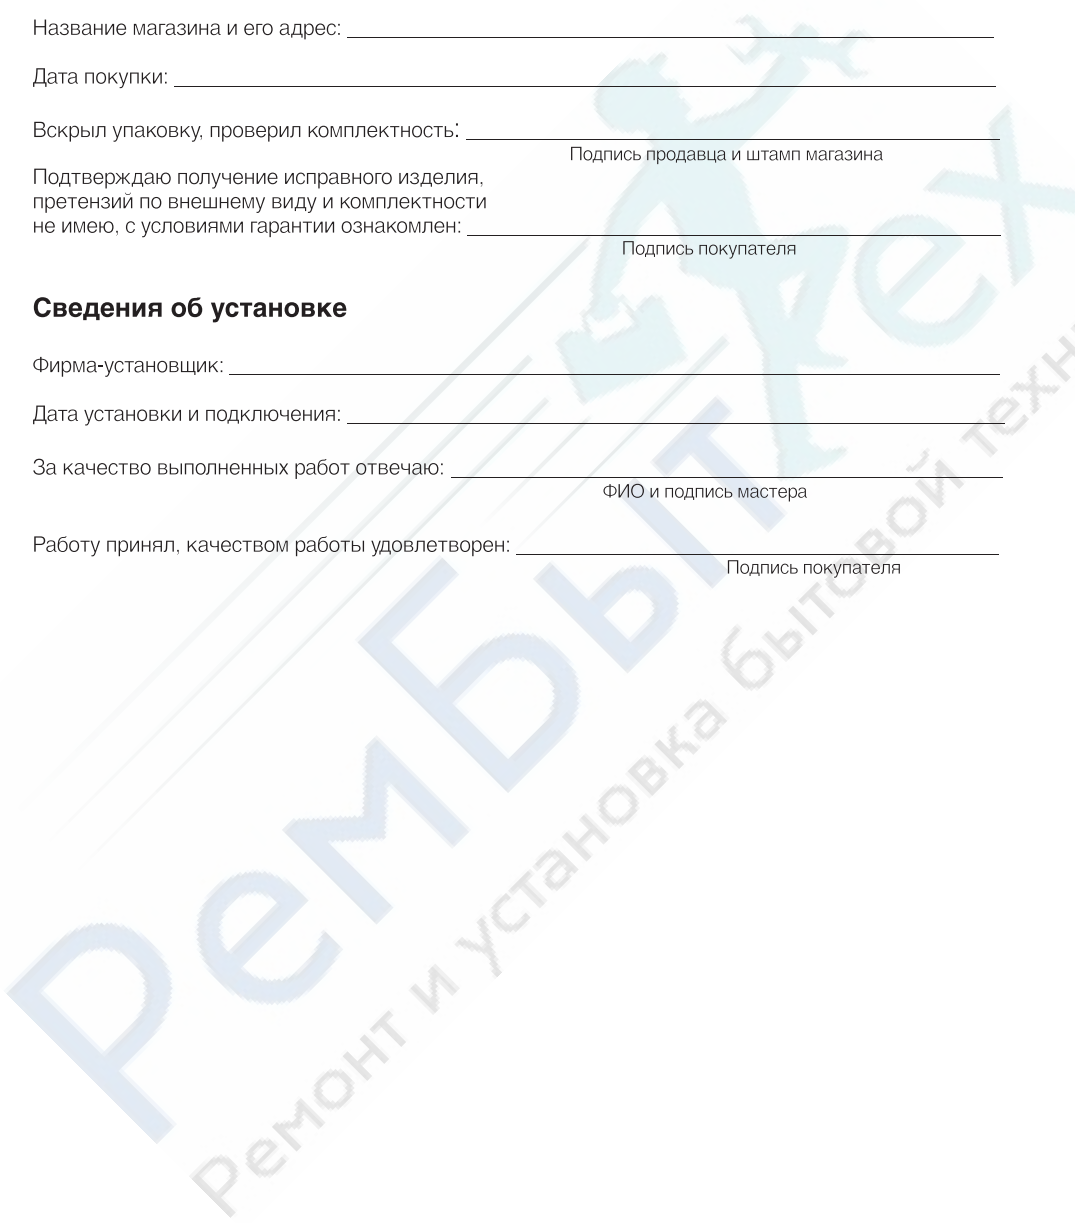 Название магазина и его адрес:
Дата покупки:
Вскрыл упаковку, проверил комплектность:
Подпись продавца и штамп магазина
Подтверждаю получение исправного изделия,
претензий по внешнему виду и комплектности
не имею, с условиями гарантии ознакомлен:
Подпись покупателя
Сведения об установке
Фирма-установщик:
Дата установки и подключения:
За качество выполненных работ отвечаю:
ФИО и подпись мастера
Работу принял, качеством работы удовлетворен:
Подпись покупателя
РемБытТех
Ремонт и установка бытовой техн